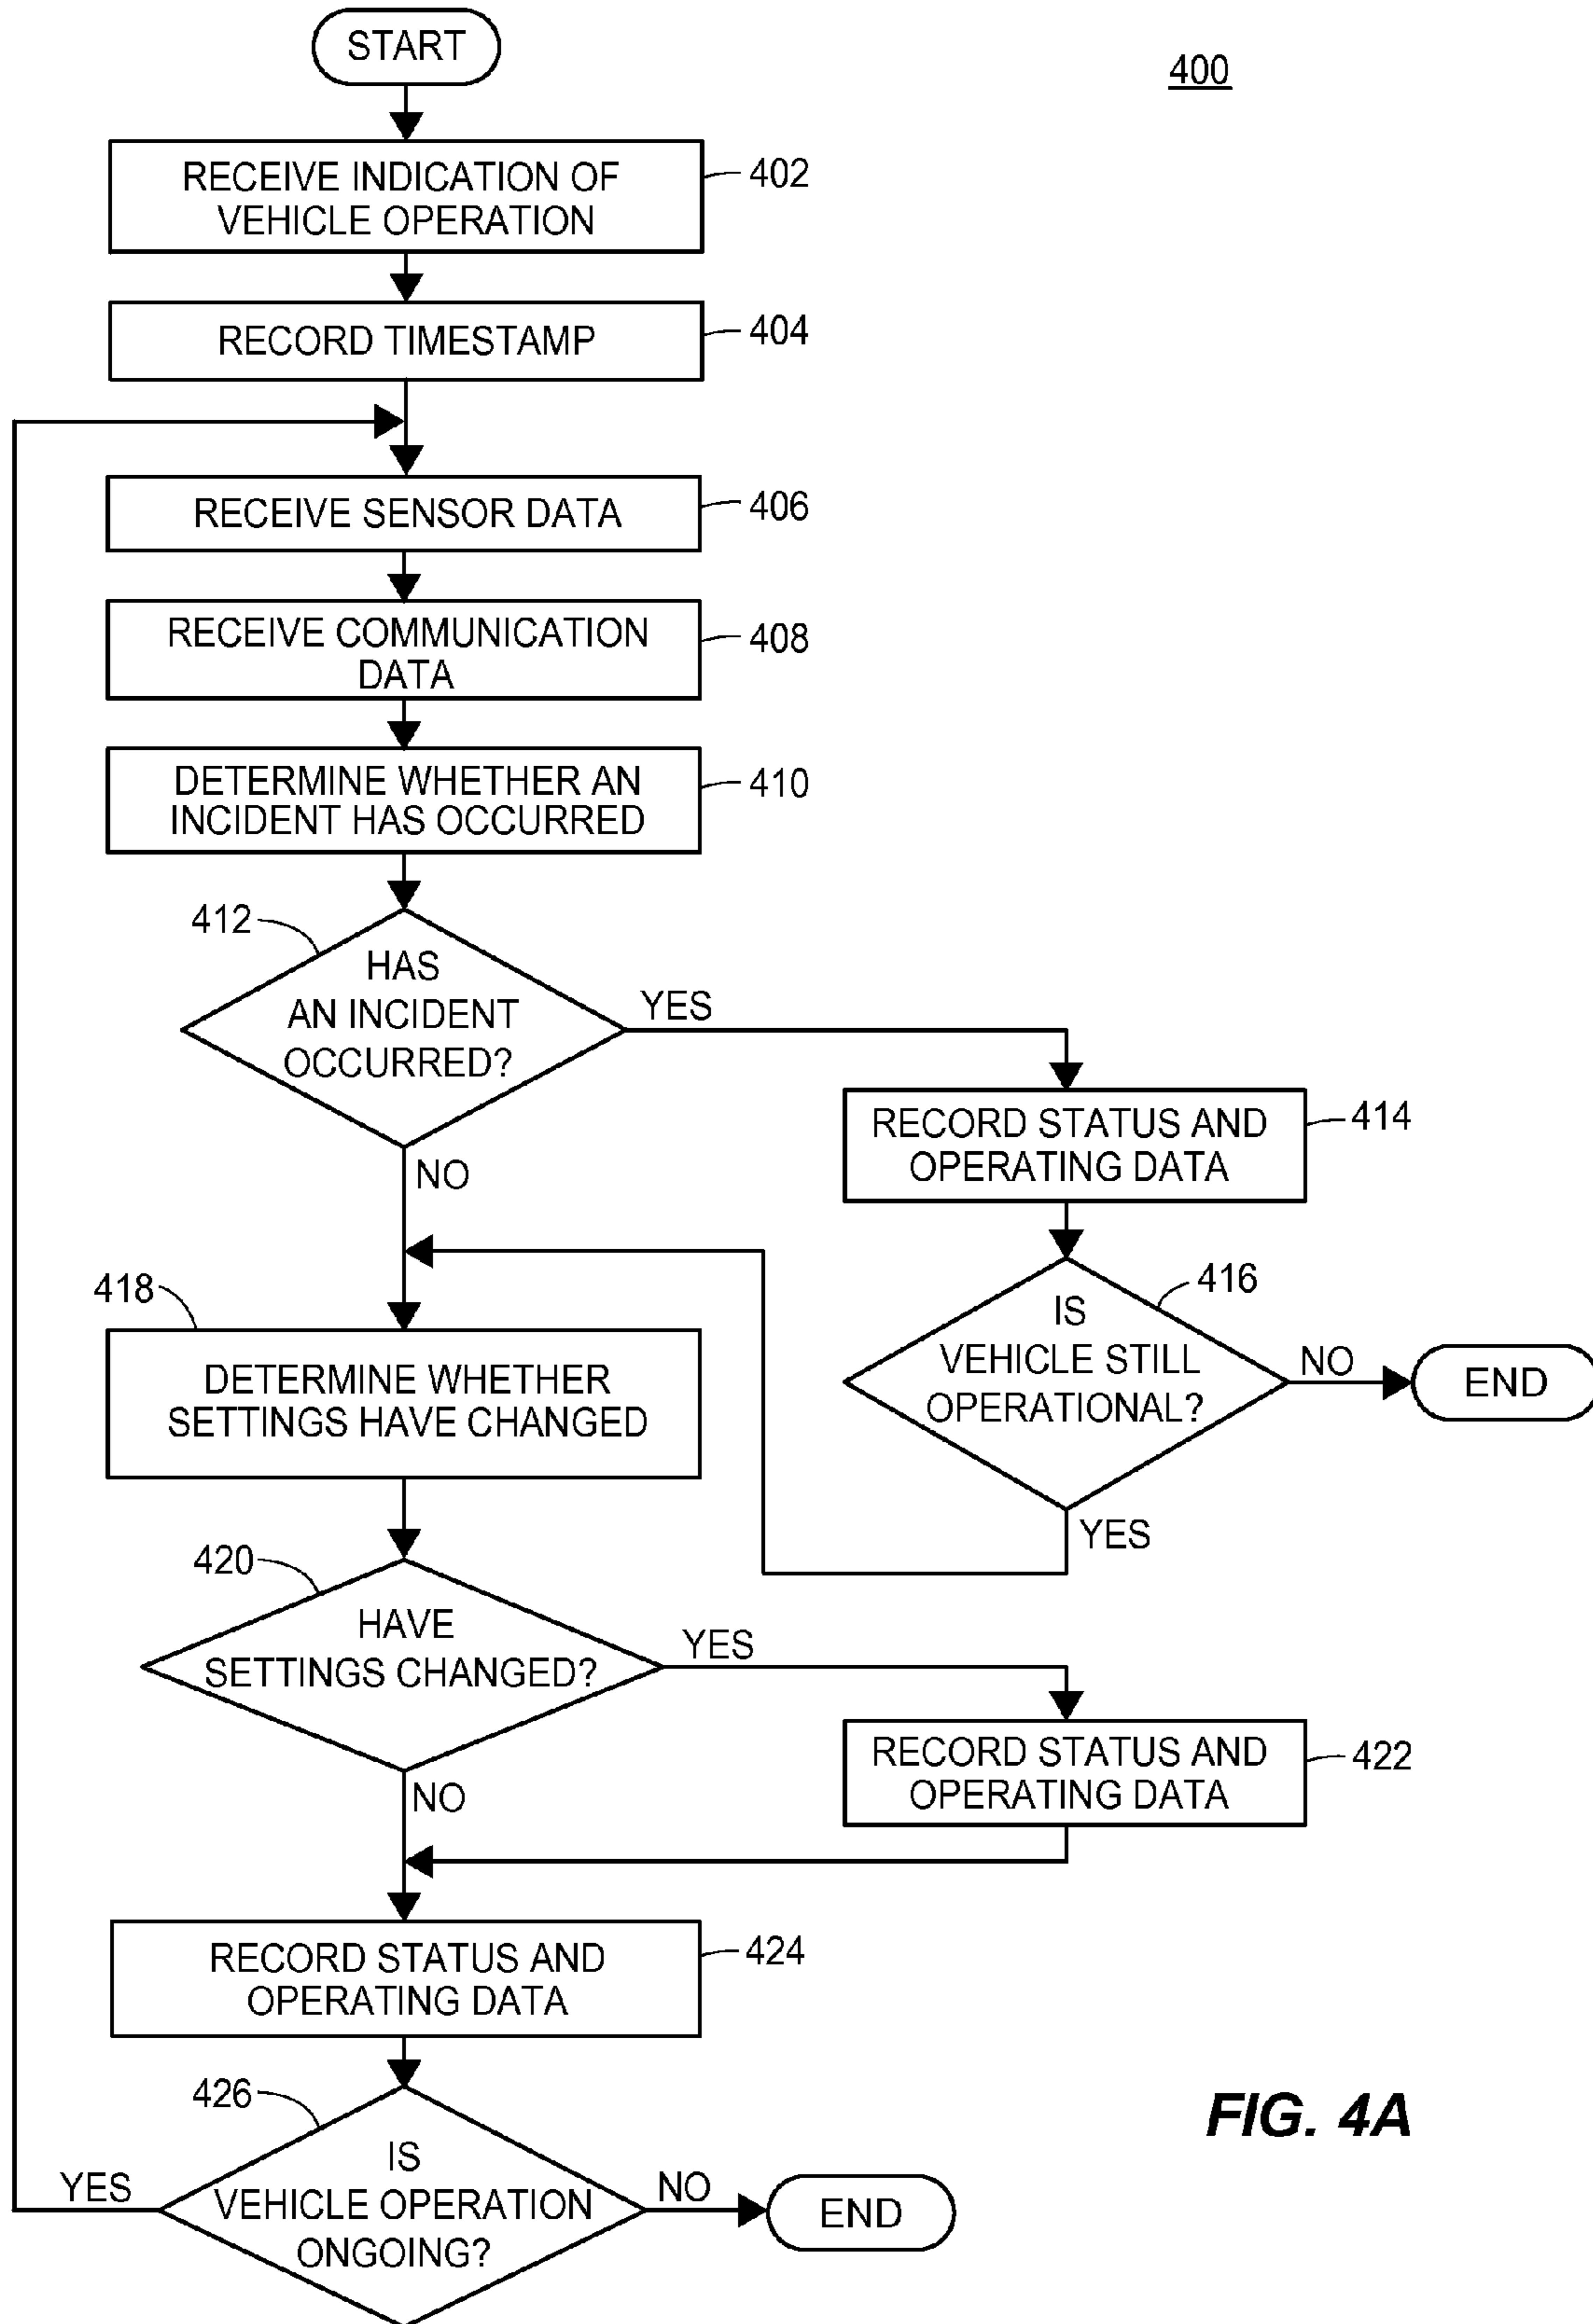 START
400
RECEIVE INDICATION OF
VEHICLE OPERATION
402
RECORD TIMESTAMP
404
RECEIVE SENSOR DATA
406
RECEIVE COMMUNICATION
DATA
408
DETERMINE WHETHER AN
INCIDENT HAS OCCURRED
410
412
HAS
AN INCIDENT
OCCURRED?
YES
NO
RECORD STATUS AND
OPERATING DATA
414
IS
VEHICLE STILL
OPERATIONAL?
416
NO
END
YES
418
DETERMINE WHETHER
SETTINGS HAVE CHANGED
420
HAVE
SETTINGS CHANGED?
YES
NO
RECORD STATUS AND
OPERATING DATA
422
RECORD STATUS AND
OPERATING DATA
424
426
IS
VEHICLE OPERATION
ONGOING?
YES
NO
END
FIG. 4A